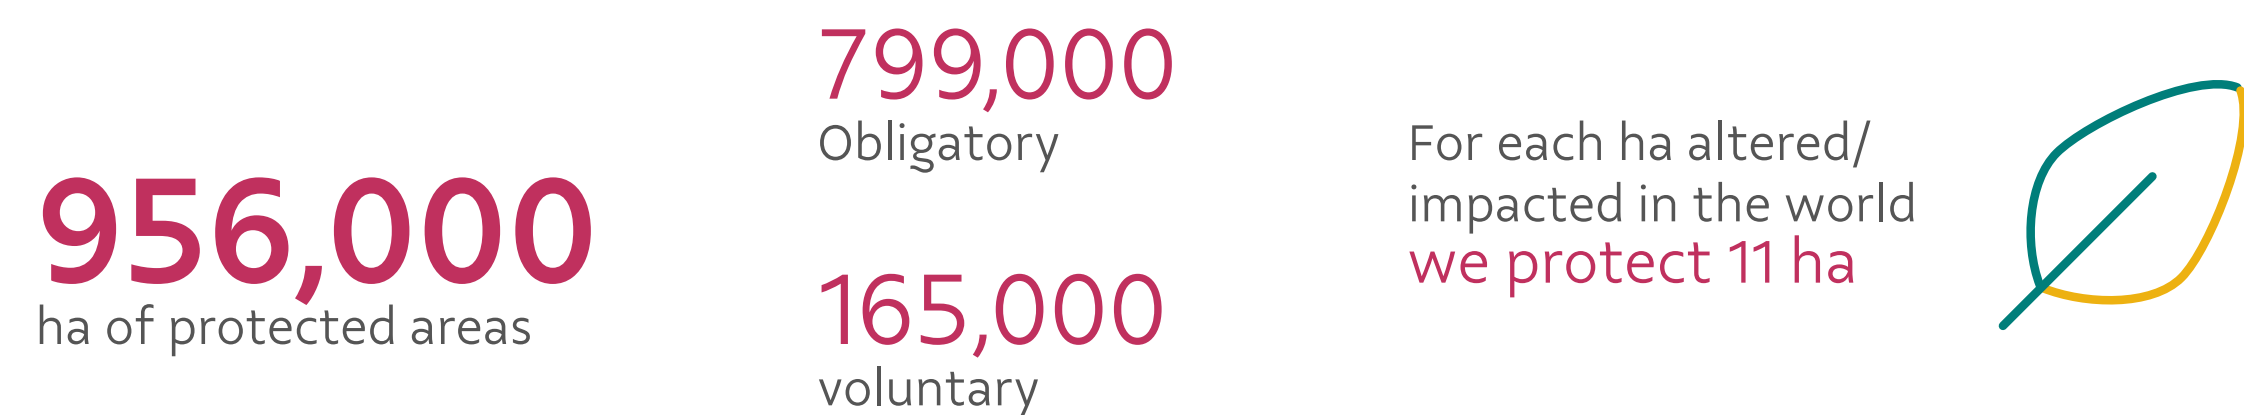 956,000
ha of protected areas
799,000
Obligatory
165,000
voluntary
For each ha altered/
impacted in the world
we protect 11 ha